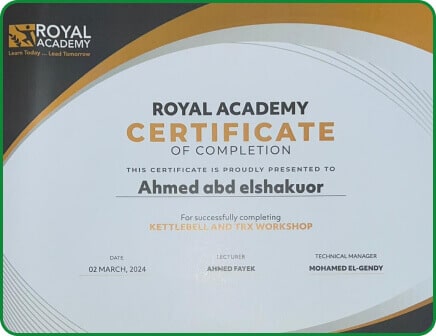 ROYAL
ACADEMY
Learn Today ... Lead Tomorrow
ROYAL ACADEMY
CERTIFICATE
OF COMPLETION
THIS CERTIFICATE IS PROUDLY PRESENTED TO
Ahmed abd elshakuor
For successfully completing
KETTLEBELL AND TRX WORKSHOP
DATE LECTURER TECHNICAL MANAGER
02 MARCH, 2024 AHMED FAYEK MOHAMED EL-GENDY